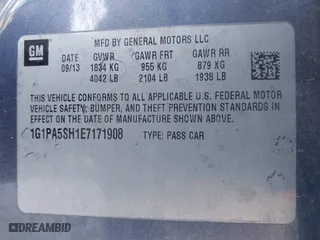 GM
MFD BY GENERAL MOTORS LLC
DATE GVWR GAWR FRT GAWR RR
09/13 1834 KG 955 KG 879 KG
4042 LB 2104 LB 1938 LB
THIS VEHICLE CONFORMS TO ALL APPLICABLE U.S. FEDERAL MOTOR
VEHICLE SAFETY, BUMPER, AND THEFT PREVENTION STANDARDS
IN EFFECT ON THE DATE OF MANUFACTURE SHOWN ABOVE.
1G1PA5SH1E7171908 TYPE: PASS CAR